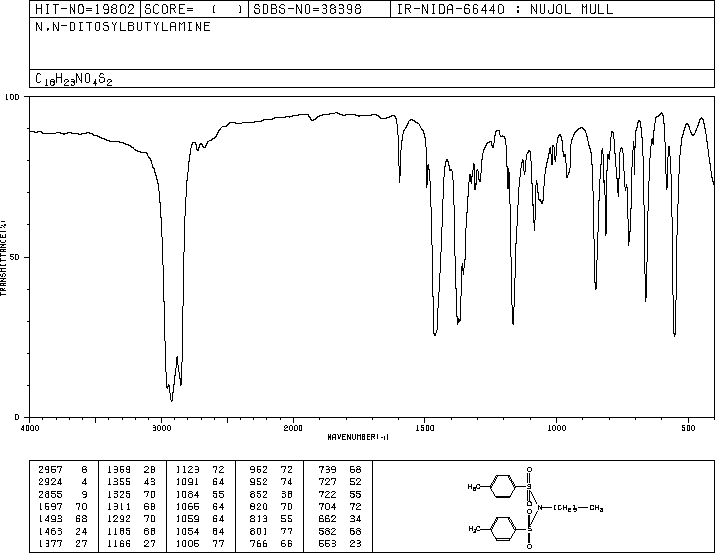 HIT-NO=19802 SCORE= ( ) SDBS-NO=38398 IR-NIDA-66440 : NUJOL MULL
N,N-DITOSYLBUTYLAMINE
C18H23NO4S2
100
50
0
TRANSMITTANCE(%)
4000 3000 2000 1500 1000 500
WAVENUMBER(-1)
2957 6 1369 28 1123 72 962 72 739 58
2924 4 1355 43 1091 64 952 74 727 52
2855 9 1325 70 1084 55 852 38 722 55
1597 70 1311 68 1065 64 820 70 704 72
1493 68 1292 70 1059 64 813 55 662 34
1463 24 1185 68 1054 64 801 77 582 68
1377 27 1166 27 1005 77 766 66 553 23
O
H3C S
O
N (CH2)3 CH3
O
H3C S
O